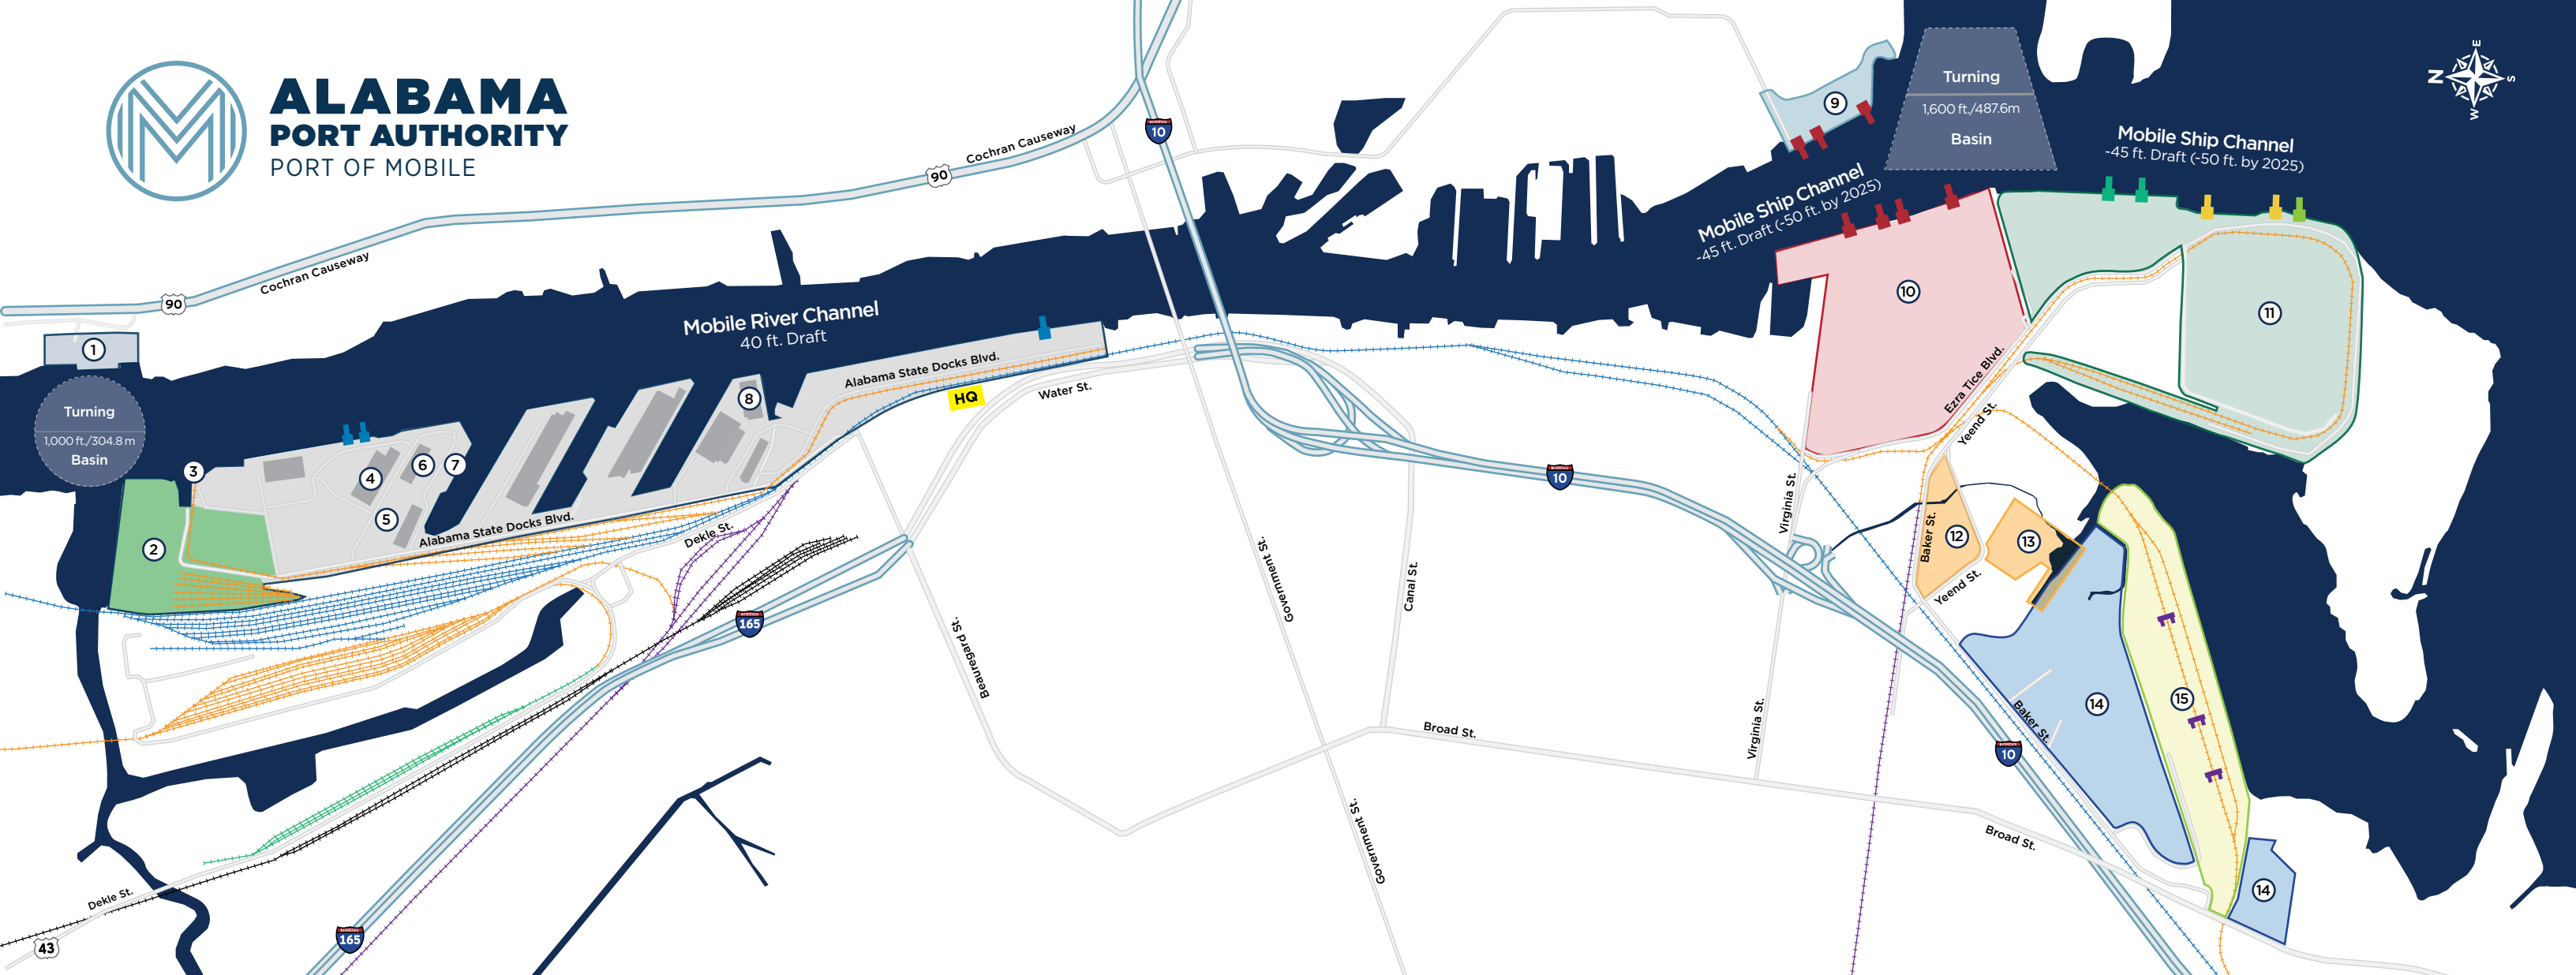 ALABAMA
PORT AUTHORITY
PORT OF MOBILE
N
E
S
W
Turning
1,600 ft./487.6m
Basin
Mobile Ship Channel
-45 ft. Draft (-50 ft. by 2025)
Mobile Ship Channel
-45 ft. Draft (-50 ft. by 2025)
9
10
Cochran Causeway
90
Cochran Causeway
90
10
11
Mobile River Channel
40 ft. Draft
1
Turning
1,000 ft./304.8 m
Basin
Alabama State Docks Blvd.
HQ
Water St.
8
3
4
6
7
5
2
Alabama State Docks Blvd.
Dekle St.
Ezra Tice Blvd.
Yeend St.
10
Virginia St.
Baker St.
12
13
Yeend St.
165
Beauregard St.
Government St.
Canal St.
14
15
Baker St.
10
Broad St.
Virginia St.
Government St.
Broad St.
14
Dekle St.
43
165